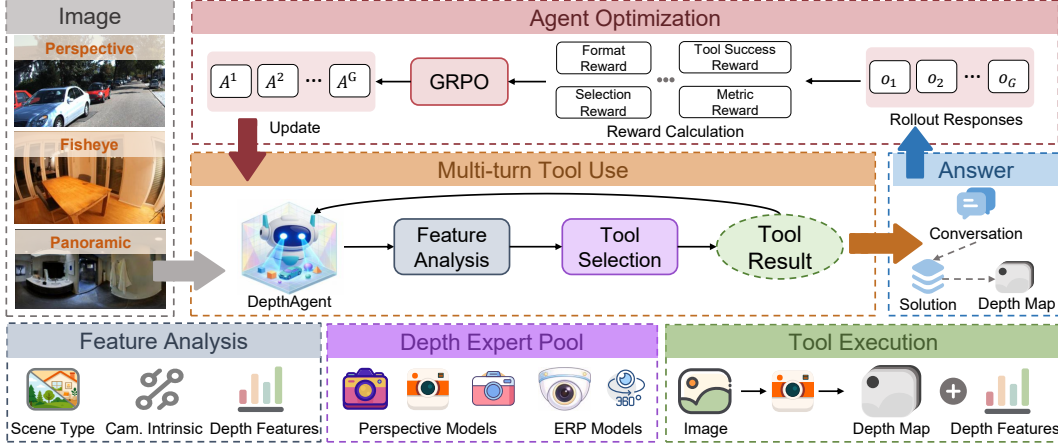 Image
Perspective
Fisheye
Panoramic
Agent Optimization
A¹ A² ••• Aᴳ
GRPO
Format
Reward
Tool Success
Reward
•••
Selection
Reward
Metric
Reward
Reward Calculation
o₁ o₂ ••• o_G
Rollout Responses
Update
Multi-turn Tool Use
DepthAgent
Feature
Analysis
Tool
Selection
Tool
Result
Answer
Conversation
Solution
Depth Map
Feature Analysis
Scene Type
Cam. Intrinsic
Depth Features
Depth Expert Pool
Perspective Models
360°
ERP Models
Tool Execution
Image
Depth Map
Depth Features